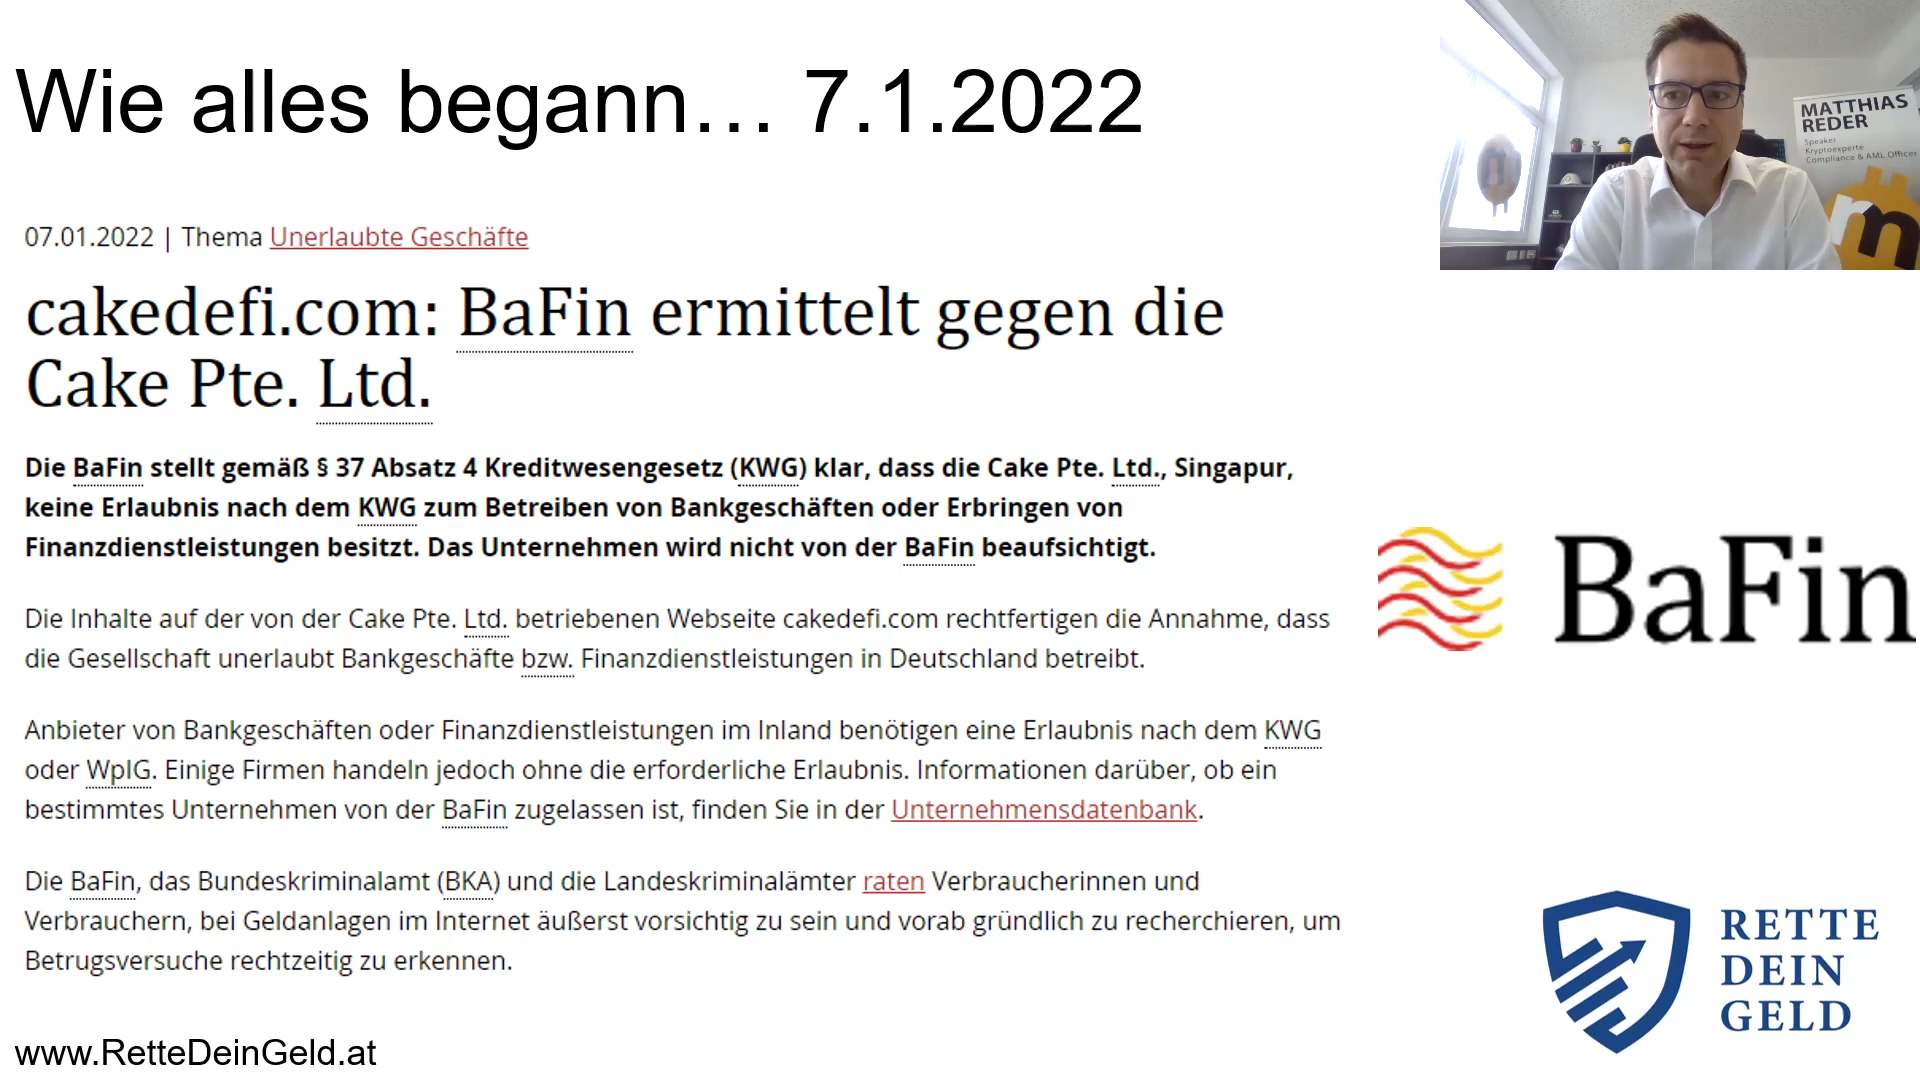 Wie alles begann… 7.1.2022
MATTHIAS
REDER
Speaker
Kryptoexperte
Compliance & AML Officer
07.01.2022 | Thema Unerlaubte Geschäfte
cakedefi.com: BaFin ermittelt gegen die
Cake Pte. Ltd.
Die BaFin stellt gemäß § 37 Absatz 4 Kreditwesengesetz (KWG) klar, dass die Cake Pte. Ltd., Singapur,
keine Erlaubnis nach dem KWG zum Betreiben von Bankgeschäften oder Erbringen von
Finanzdienstleistungen besitzt. Das Unternehmen wird nicht von der BaFin beaufsichtigt.
Die Inhalte auf der von der Cake Pte. Ltd. betriebenen Webseite cakedefi.com rechtfertigen die Annahme, dass
die Gesellschaft unerlaubt Bankgeschäfte bzw. Finanzdienstleistungen in Deutschland betreibt.
Anbieter von Bankgeschäften oder Finanzdienstleistungen im Inland benötigen eine Erlaubnis nach dem KWG
oder WpIG. Einige Firmen handeln jedoch ohne die erforderliche Erlaubnis. Informationen darüber, ob ein
bestimmtes Unternehmen von der BaFin zugelassen ist, finden Sie in der Unternehmensdatenbank.
Die BaFin, das Bundeskriminalamt (BKA) und die Landeskriminalämter raten Verbraucherinnen und
Verbrauchern, bei Geldanlagen im Internet äußerst vorsichtig zu sein und vorab gründlich zu recherchieren, um
Betrugsversuche rechtzeitig zu erkennen.
BaFin
RETTE
DEIN
GELD
www.RetteDeinGeld.at